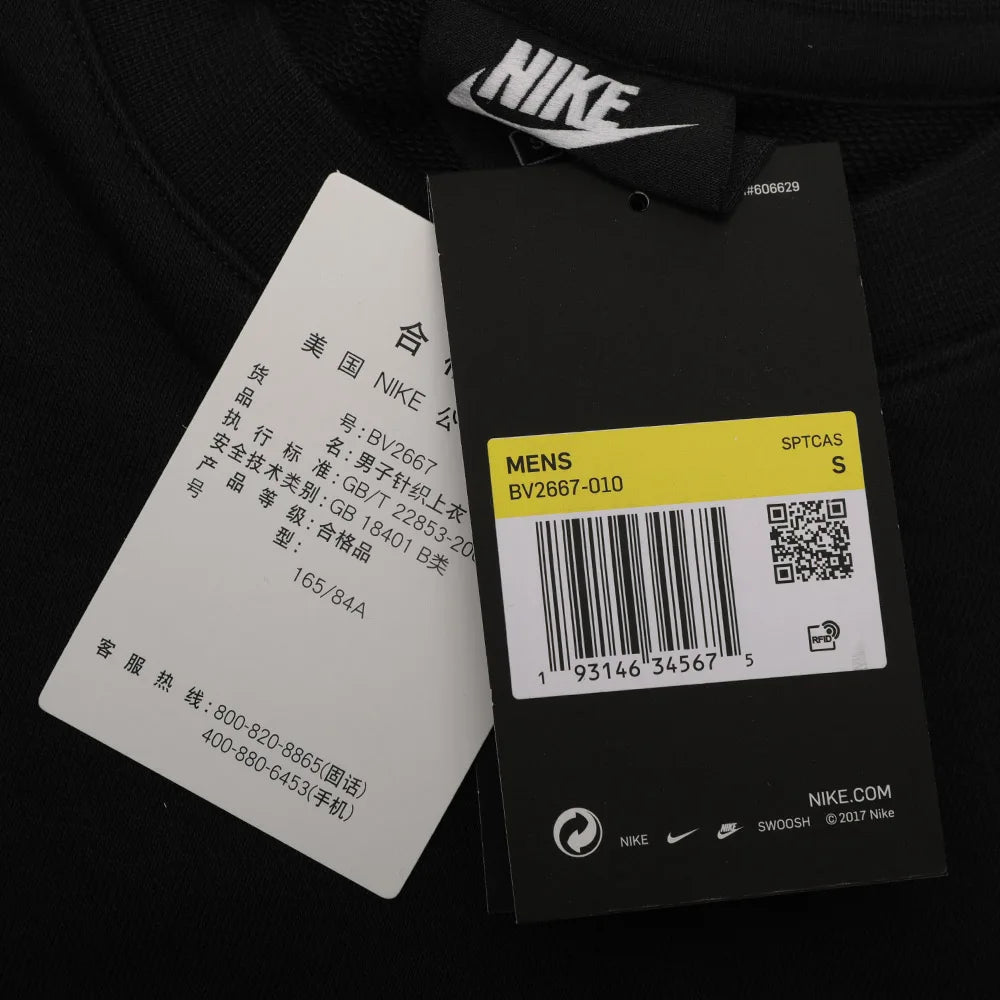 NIKE
#606629
合
美国 NIKE 公
货号:BV2667
品名:男子针织上衣
执行标准:GB/T 22853-20
安全技术类别:GB 18401 B类
产品等级:合格品
号型:
165/84A
客服热线:800-820-8865(固话)
400-880-6453(手机)
MENS
SPTCAS
BV2667-010
S
1 93146 34567 5
RFID
NIKE.COM
NIKE
NIKE
SWOOSH
© 2017 Nike